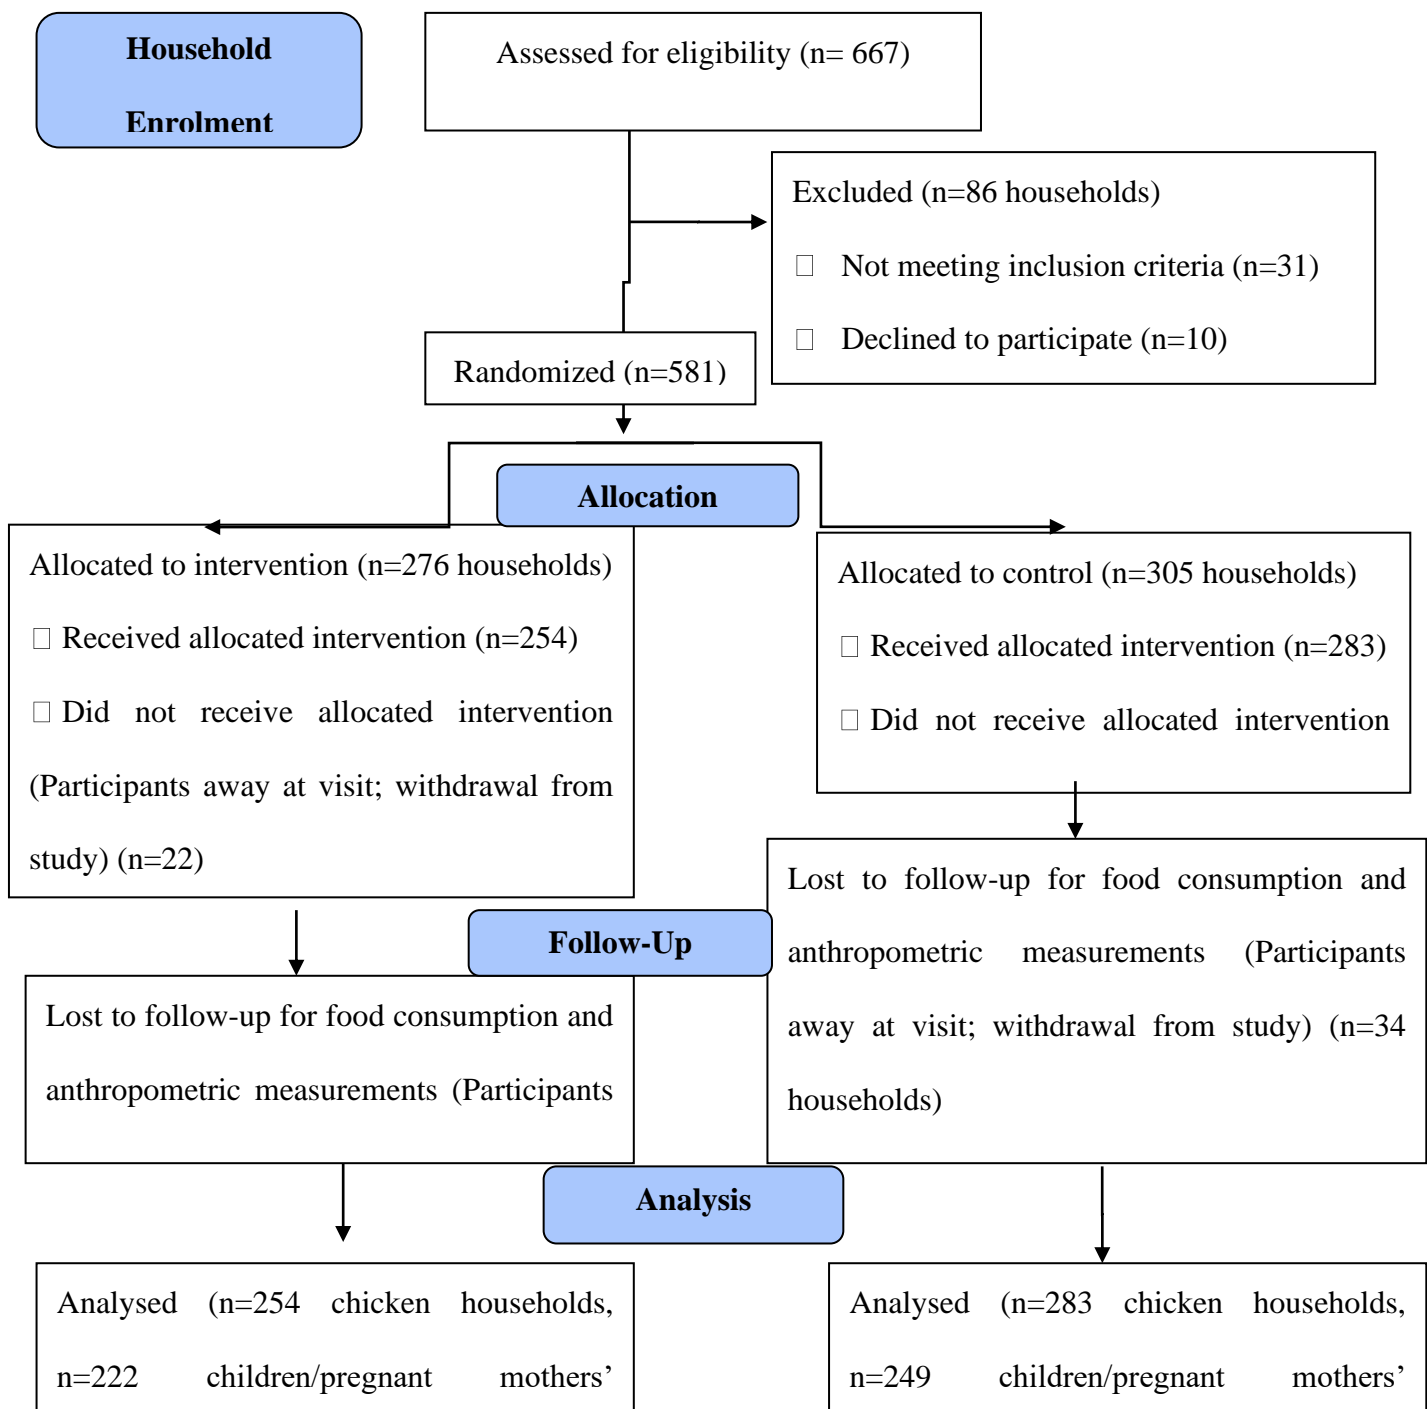 Household
Enrolment
Assessed for eligibility (n= 667)
Excluded (n=86 households)
Not meeting inclusion criteria (n=31)
Declined to participate (n=10)
Randomized (n=581)
Allocation
Allocated to intervention (n=276 households)
Received allocated intervention (n=254)
Did not receive allocated intervention
(Participants away at visit; withdrawal from
study) (n=22)
Allocated to control (n=305 households)
Received allocated intervention (n=283)
Did not receive allocated intervention
Follow-Up
Lost to follow-up for food consumption and
anthropometric measurements (Participants
Lost to follow-up for food consumption and
anthropometric measurements (Participants
away at visit; withdrawal from study) (n=34
households)
Analysis
Analysed (n=254 chicken households,
n=222 children/pregnant mothers’
Analysed (n=283 chicken households,
n=249 children/pregnant mothers’